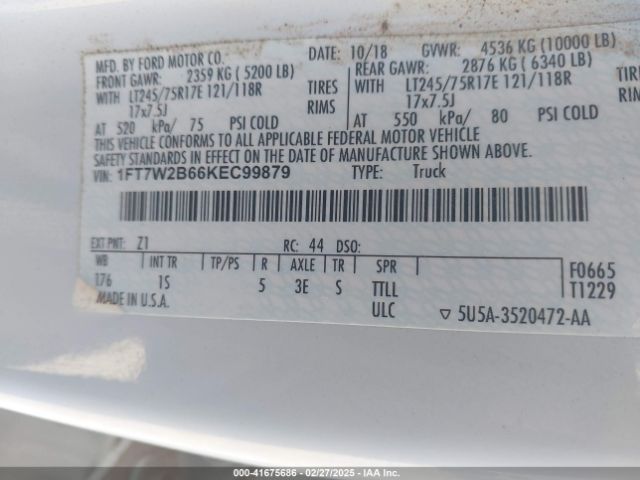 MFD. BY FORD MOTOR CO.
DATE: 10/18 GVWR: 4536 KG (10000 LB)
FRONT GAWR: 2359 KG ( 5200 LB)
REAR GAWR: 2876 KG ( 6340 LB)
WITH LT245/75R17E 121/118R TIRES
WITH LT245/75R17E 121/118R TIRES
17x7.5J RIMS
17x7.5J RIMS
AT 520 kPa/ 75 PSI COLD
AT 550 kPa/ 80 PSI COLD
THIS VEHICLE CONFORMS TO ALL APPLICABLE FEDERAL MOTOR VEHICLE
SAFETY STANDARDS IN EFFECT ON THE DATE OF MANUFACTURE SHOWN ABOVE.
VIN: 1FT7W2B66KEC99879 TYPE: Truck
EXT PNT: Z1 RC: 44 DSO:
WB INT TR TP/PS R AXLE TR SPR
176 1S 5 3E S TTLL
ULC
F0665
T1229
MADE IN U.S.A.
5U5A-3520472-AA
000-41675686 - 02/27/2025 - IAA Inc.